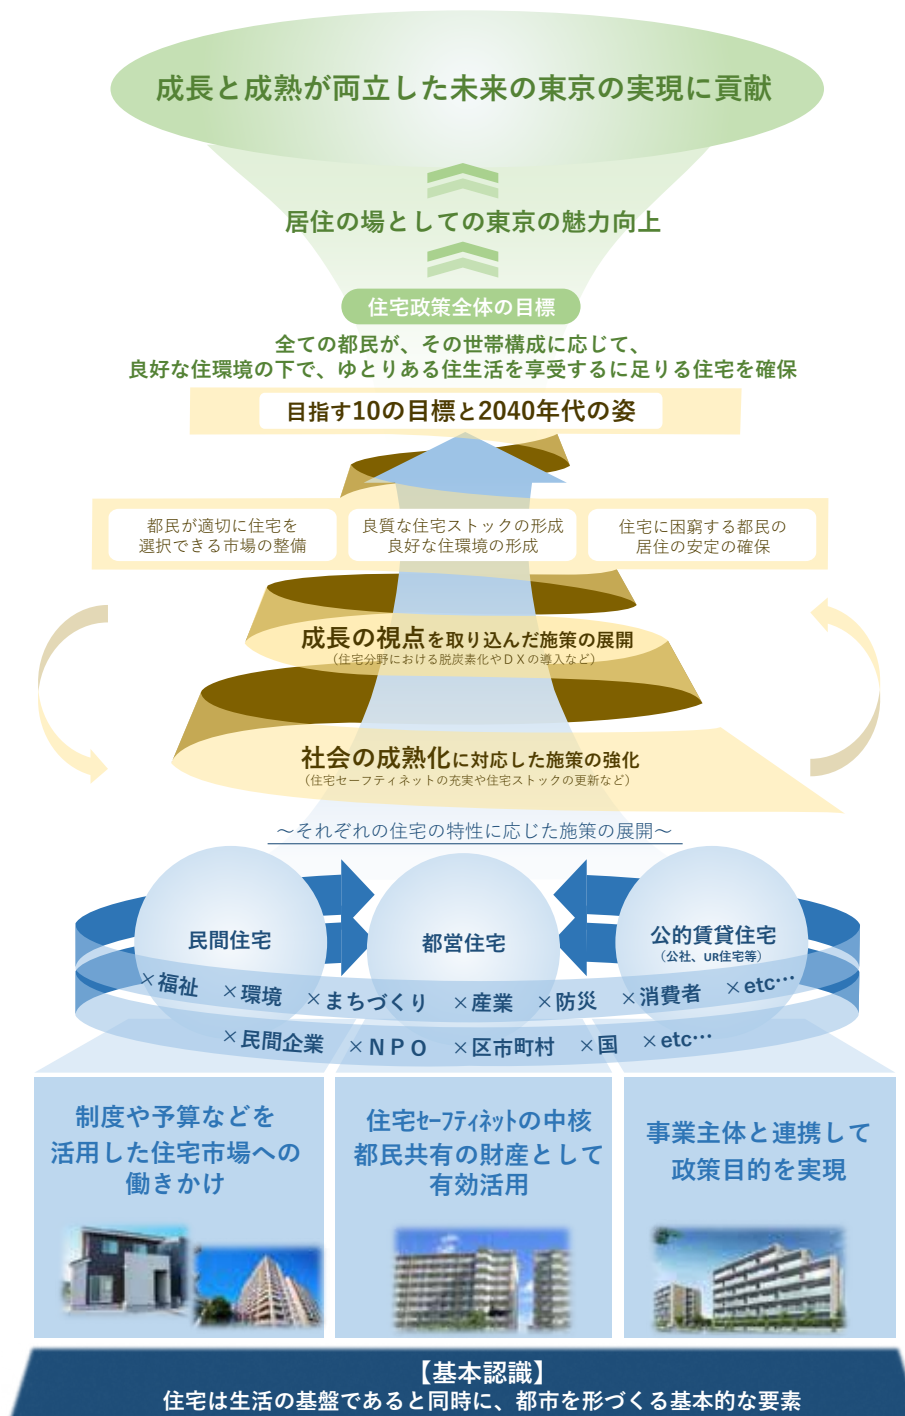 成長と成熟が両立した未来の東京の実現に貢献
居住の場としての東京の魅力向上
住宅政策全体の目標
全ての都民が、その世帯構成に応じて、
良好な住環境の下で、ゆとりある住生活を享受するに足りる住宅を確保
目指す10の目標と2040年代の姿
都民が適切に住宅を
選択できる市場の整備
良質な住宅ストックの形成
良好な住環境の形成
住宅に困窮する都民の
居住の安定の確保
成長の視点を取り込んだ施策の展開
（住宅分野における脱炭素化やＤＸの導入など）
社会の成熟化に対応した施策の強化
（住宅セーフティネットの充実や住宅ストックの更新など）
～それぞれの住宅の特性に応じた施策の展開～
民間住宅
都営住宅
公的賃貸住宅
（公社、UR住宅等）
×福祉 ×環境 ×まちづくり ×産業 ×防災 ×消費者 ×etc…
×民間企業 ×ＮＰＯ ×区市町村 ×国 ×etc…
制度や予算などを
活用した住宅市場への
働きかけ
住宅ｾｰﾌﾃｨﾈｯﾄの中核
都民共有の財産として
有効活用
事業主体と連携して
政策目的を実現
【基本認識】
住宅は生活の基盤であると同時に、都市を形づくる基本的な要素